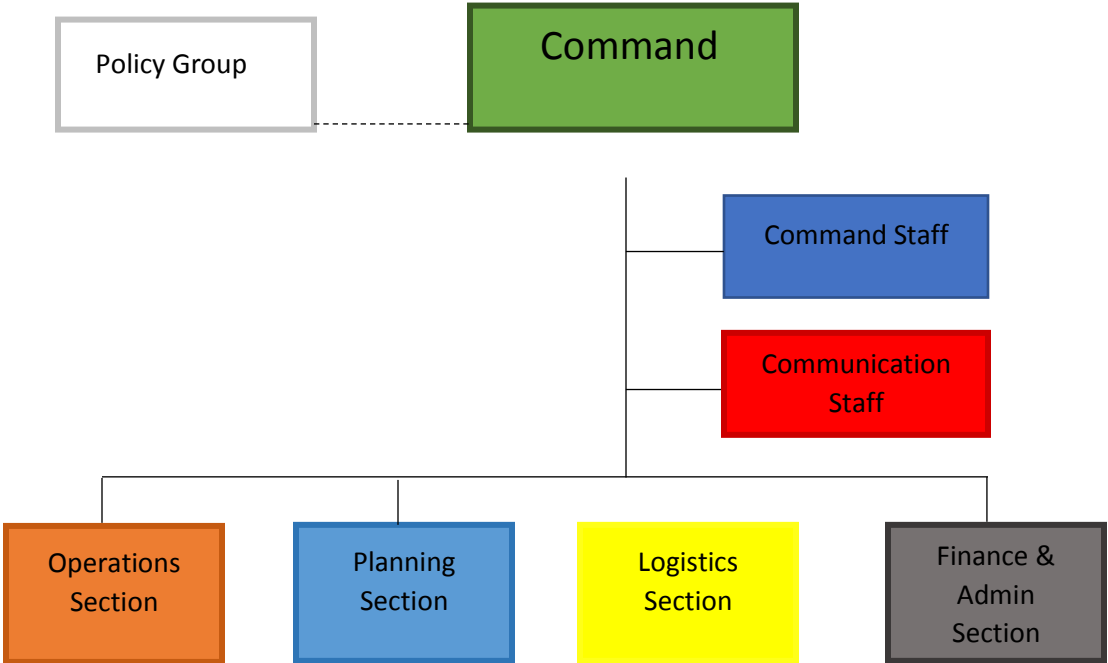 Policy Group
Command
Command Staff
Communication
Staff
Operations
Section
Planning
Section
Logistics
Section
Finance &
Admin
Section